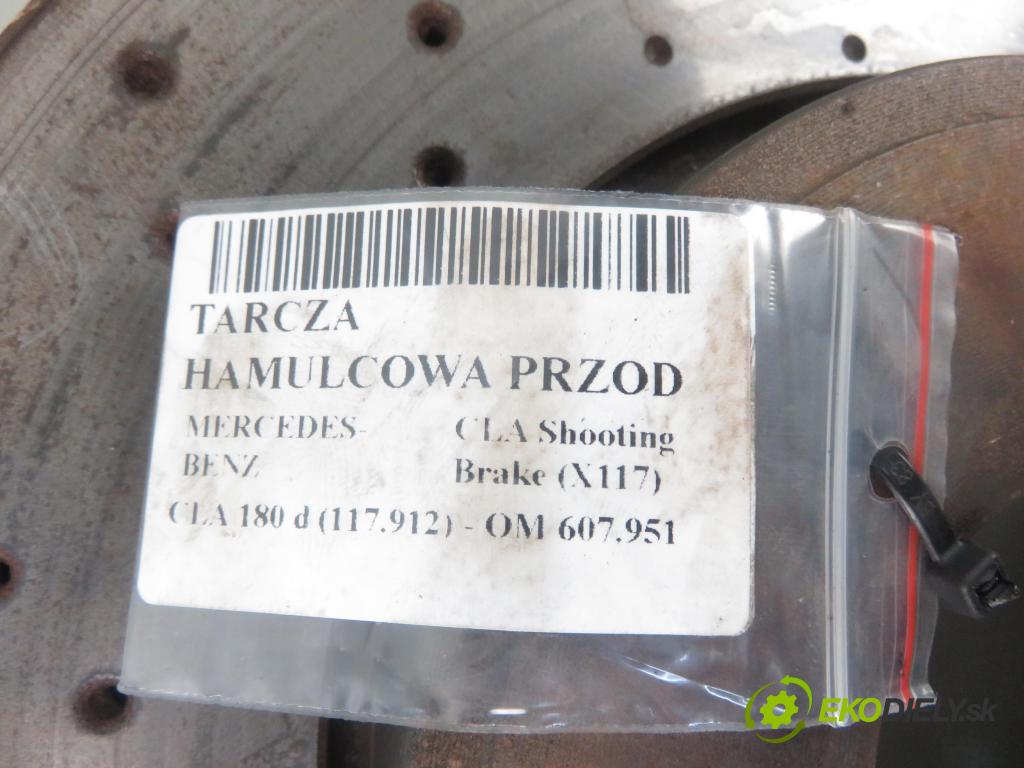 TARCZA
HAMULCOWA PRZOD
MERCEDES- CLA Shooting
BENZ Brake (X117)
CLA 180 d (117.912) - OM 607.951
EKODIELY.sk